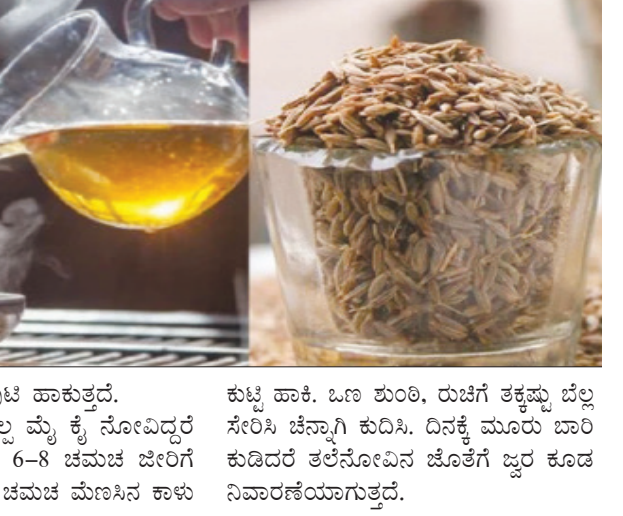 ಹಾಕುತ್ತದೆ.
ಮೈ ಕೈ ನೋವಿದ್ದರೆ
6–8 ಚಮಚ ಜೀರಿಗೆ
ಚಮಚ ಮೆಣಸಿನ ಕಾಳು
ಕುಟ್ಟಿ ಹಾಕಿ. ಒಣ ಶುಂಠಿ, ರುಚಿಗೆ ತಕ್ಕಷ್ಟು ಬೆಲ್ಲ
ಸೇರಿಸಿ ಚೆನ್ನಾಗಿ ಕುದಿಸಿ. ದಿನಕ್ಕೆ ಮೂರು ಬಾರಿ
ಕುಡಿದರೆ ತಲೆನೋವಿನ ಜೊತೆಗೆ ಜ್ವರ ಕೂಡ
ನಿವಾರಣೆಯಾಗುತ್ತದೆ.